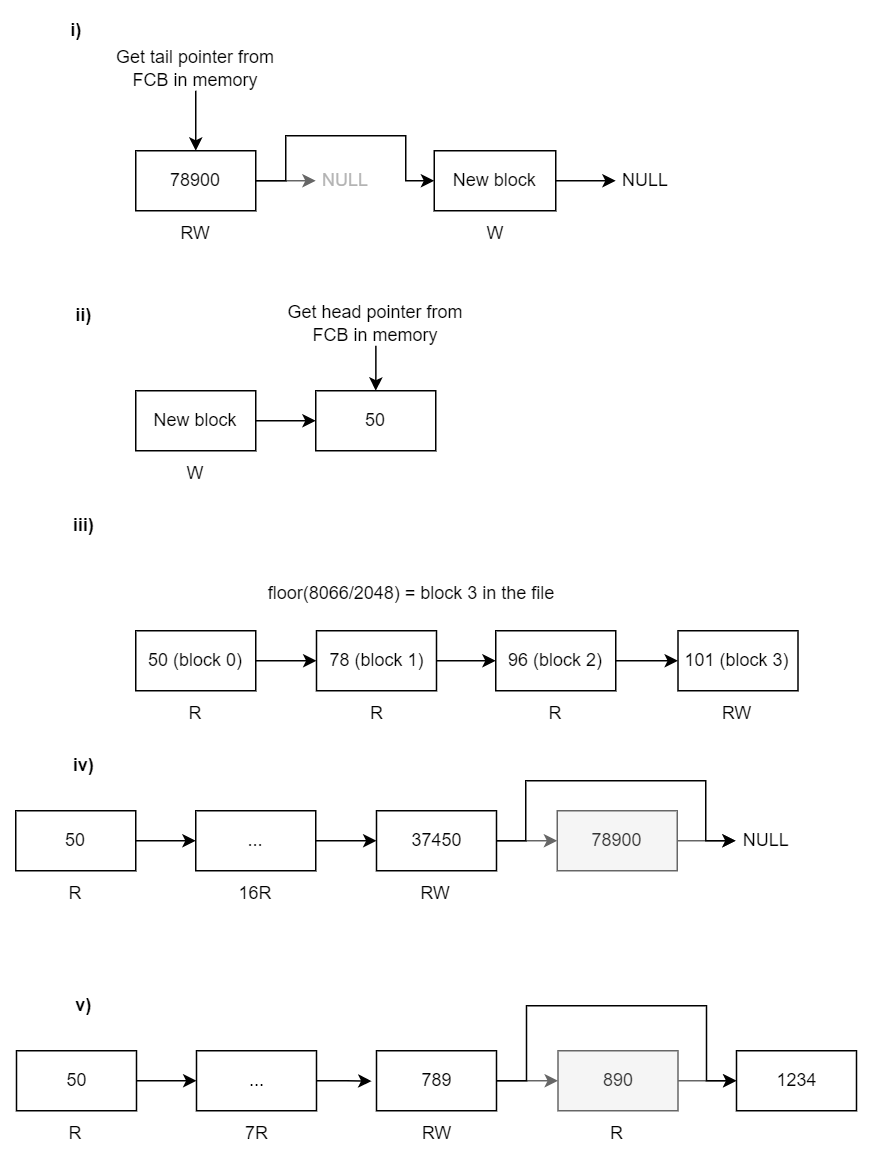 i)
Get tail pointer from
FCB in memory
78900
NULL
New block
NULL
RW
W
ii)
Get head pointer from
FCB in memory
New block
50
W
iii)
floor(8066/2048) = block 3 in the file
50 (block 0)
78 (block 1)
96 (block 2)
101 (block 3)
R
R
R
RW
iv)
50
...
37450
78900
NULL
R
16R
RW
v)
50
...
789
890
1234
R
7R
RW
R